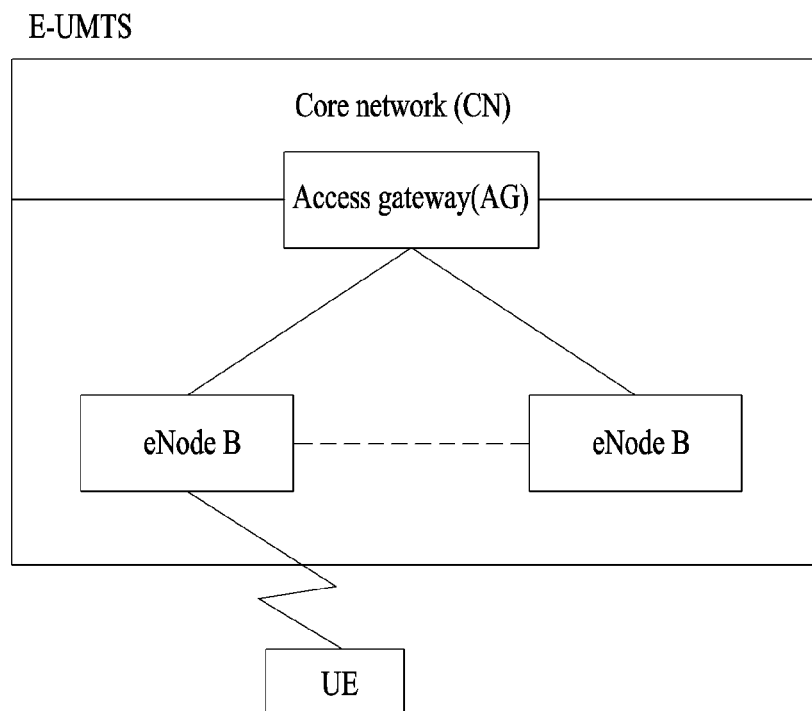 E-UMTS
Core network (CN)
Access gateway(AG)
eNode B
eNode B
UE